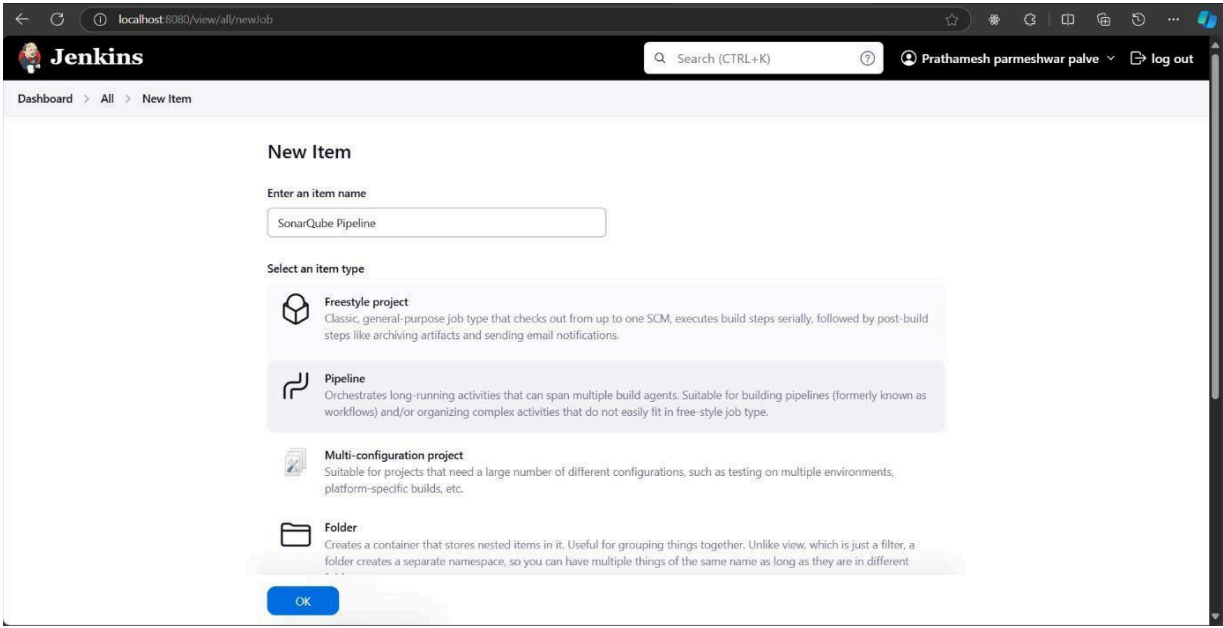 localhost:8080/view/all/newJob
Jenkins
Search (CTRL+K)
Prathamesh parmeshwar palve
log out
Dashboard > All > New Item
New Item
Enter an item name
SonarQube Pipeline
Select an item type
Freestyle project
Classic, general-purpose job type that checks out from up to one SCM, executes build steps serially, followed by post-build
steps like archiving artifacts and sending email notifications.
Pipeline
Orchestrates long-running activities that can span multiple build agents. Suitable for building pipelines (formerly known as
workflows) and/or organizing complex activities that do not easily fit in free-style job type.
Multi-configuration project
Suitable for projects that need a large number of different configurations, such as testing on multiple environments,
platform-specific builds, etc.
Folder
Creates a container that stores nested items in it. Useful for grouping things together. Unlike view, which is just a filter, a
folder creates a separate namespace, so you can have multiple things of the same name as long as they are in different
OK